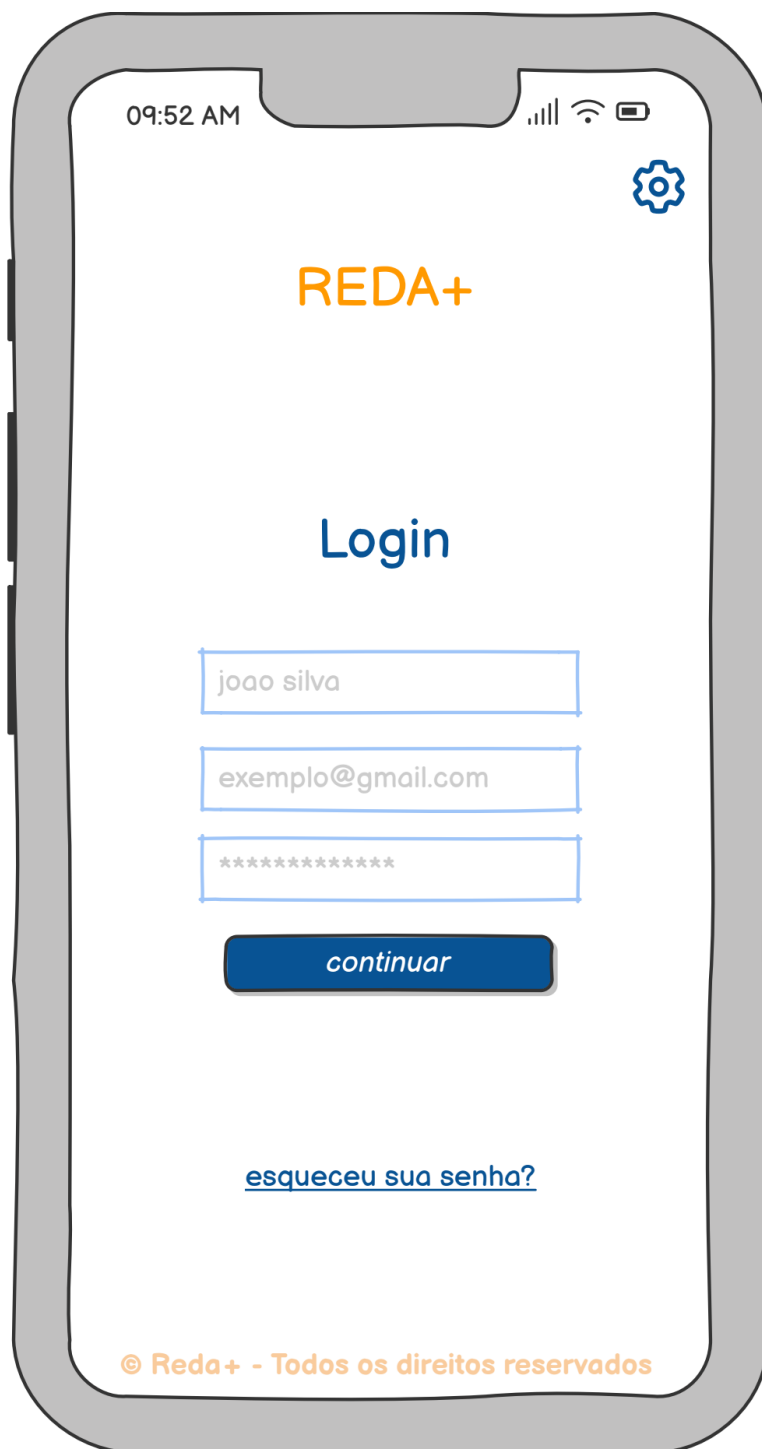 09:52 AM
REDA+
Login
joao silva
exemplo@gmail.com
*************
continuar
esqueceu sua senha?
© Reda+ - Todos os direitos reservados